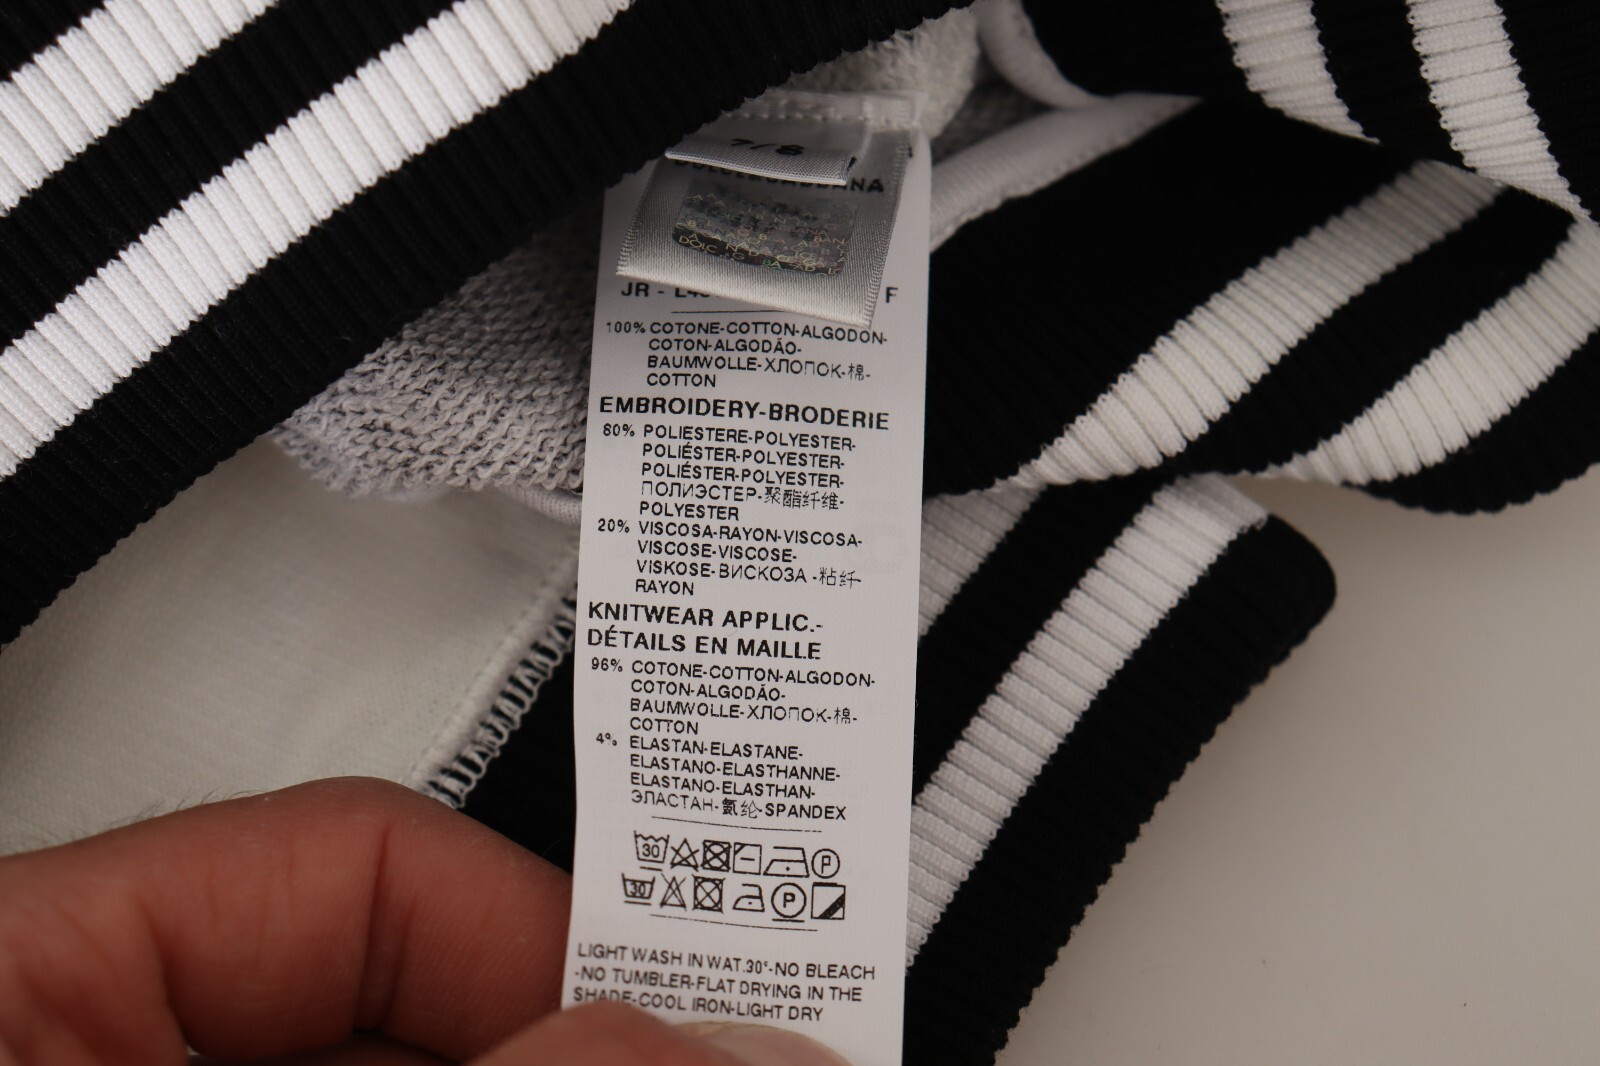 7/8
JR -
F
100% COTONE-COTTON-ALGODON-
COTON-ALGODÃO-
BAUMWOLLE-ХЛОПОК-棉-
COTTON
EMBROIDERY-BRODERIE
80% POLIESTERE-POLYESTER-
POLIÉSTER-POLYESTER-
POLIÉSTER-POLYESTER-
ПОЛИЭСТЕР-聚酯纤维-
POLYESTER
20% VISCOSA-RAYON-VISCOSA-
VISCOSE-VISCOSE-
VISKOSE-ВИСКОЗА -粘纤-
RAYON
KNITWEAR APPLIC.-
DÉTAILS EN MAILLE
96% COTONE-COTTON-ALGODON-
COTON-ALGODÃO-
BAUMWOLLE-ХЛОПОК-棉-
COTTON
4% ELASTAN-ELASTANE-
ELASTANO-ELASTHANNE-
ELASTANO-ELASTHAN-
ЭЛАСТАН-氨纶-SPANDEX
30 P
30 P
LIGHT WASH IN WAT.30°-NO BLEACH
-NO TUMBLER-FLAT DRYING IN THE
SHADE-COOL IRON-LIGHT DRY